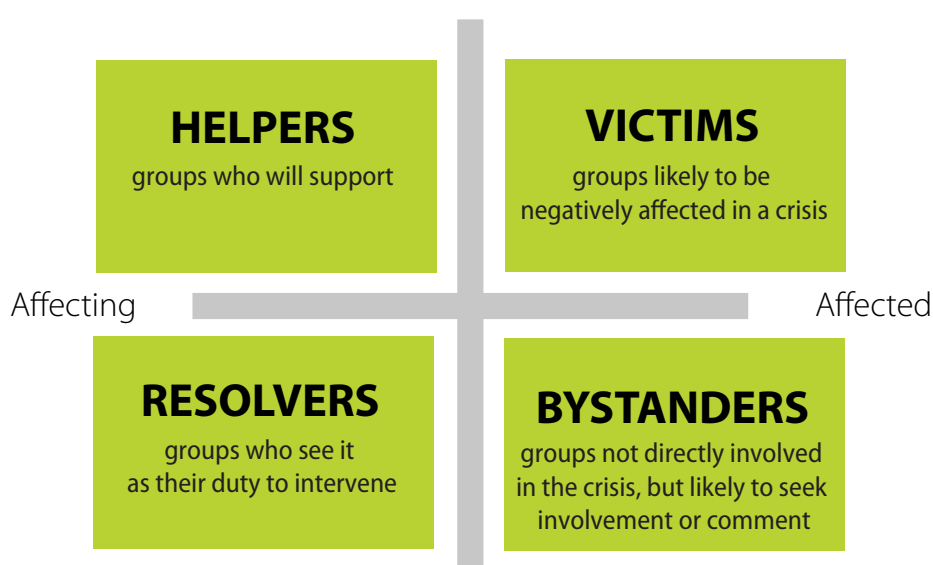 HELPERS
groups who will support
VICTIMS
groups likely to be
negatively affected in a crisis
Affecting
Affected
RESOLVERS
groups who see it
as their duty to intervene
BYSTANDERS
groups not directly involved
in the crisis, but likely to seek
involvement or comment